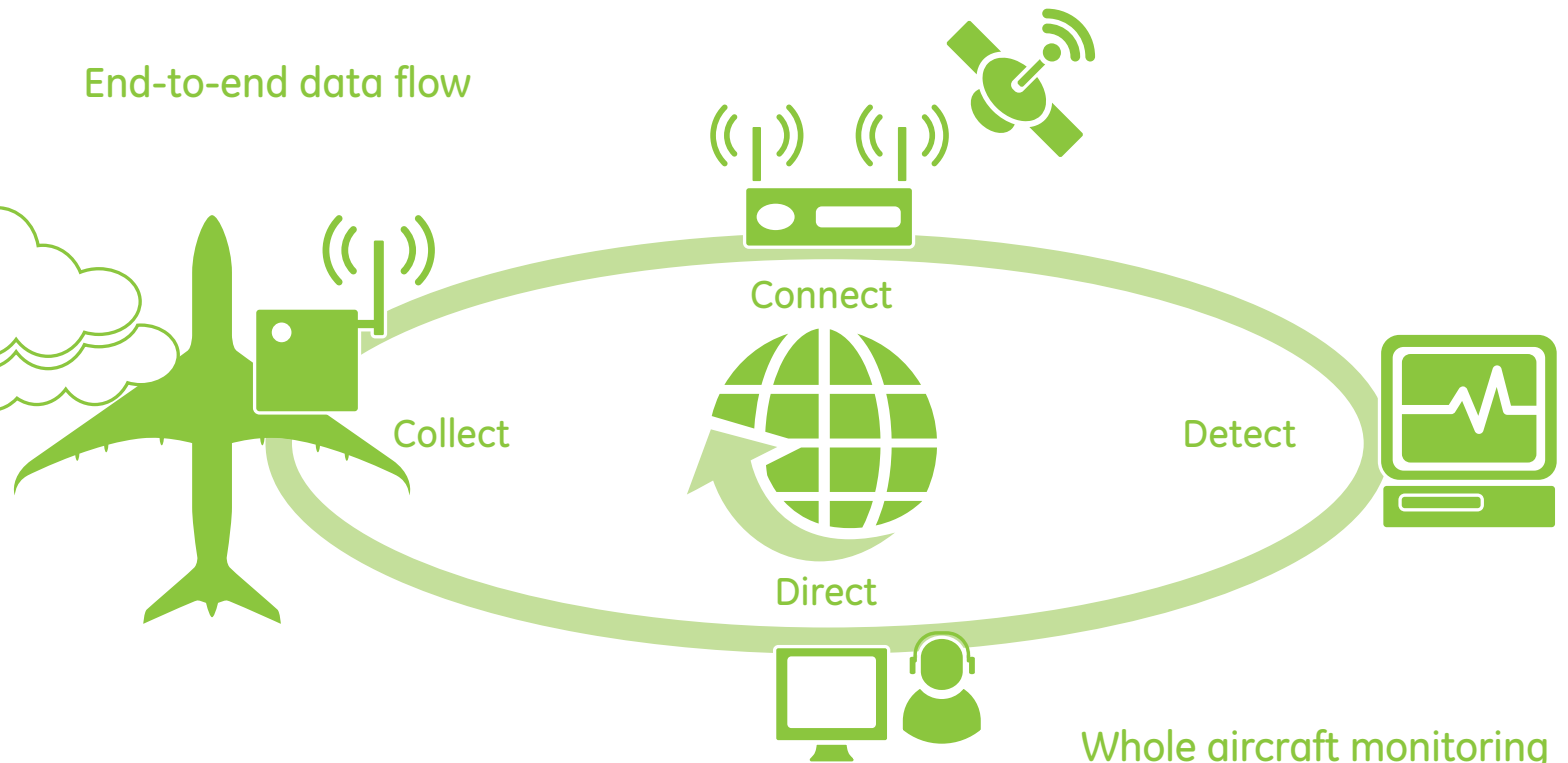 End-to-end data flow
Connect
Collect
Detect
Direct
Whole aircraft monitoring